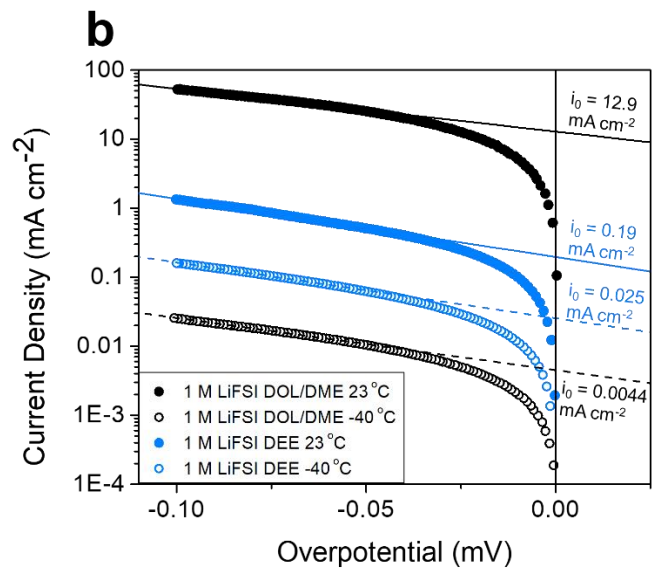 b
100
10
1
0.1
0.01
1E-3
1E-4
Current Density (mA cm⁻²)
i₀ = 12.9
mA cm⁻²
i₀ = 0.19
mA cm⁻²
i₀ = 0.025
mA cm⁻²
i₀ = 0.0044
mA cm⁻²
1 M LiFSI DOL/DME 23 °C
1 M LiFSI DOL/DME -40 °C
1 M LiFSI DEE 23 °C
1 M LiFSI DEE -40 °C
-0.10
-0.05
0.00
Overpotential (mV)